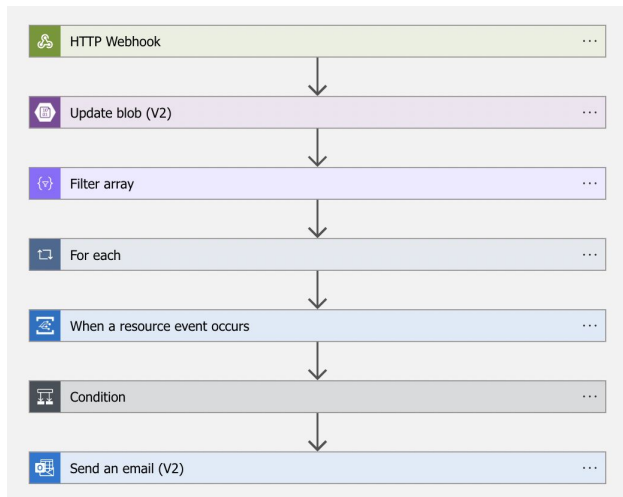 HTTP Webhook
Update blob (V2)
Filter array
For each
When a resource event occurs
Condition
Send an email (V2)